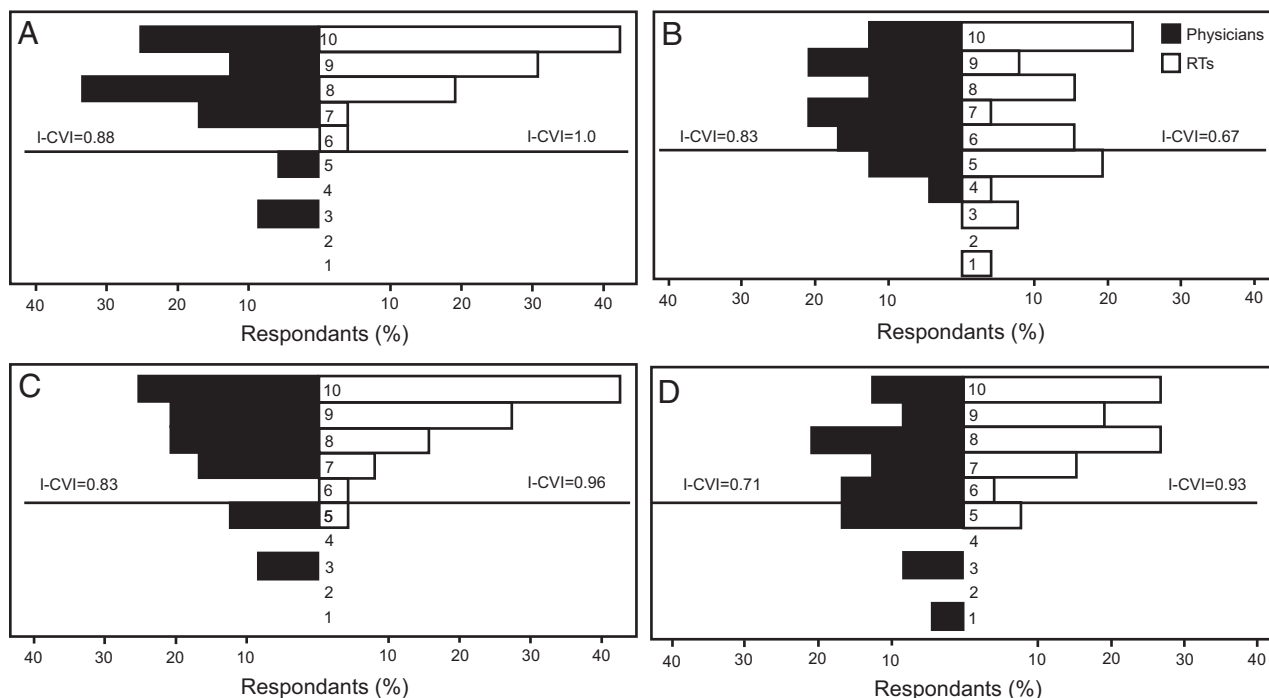 A
10
9
8
7
I-CVI=0.88
6
I-CVI=1.0
5
4
3
2
1
40 30 20 10 10 20 30 40
Respondants (%)
B
10
Physicians
9
RTs
8
7
I-CVI=0.83
6
I-CVI=0.67
5
4
3
2
1
40 30 20 10 10 20 30 40
Respondants (%)
C
10
9
8
7
I-CVI=0.83
6
I-CVI=0.96
5
4
3
2
1
40 30 20 10 10 20 30 40
Respondants (%)
D
10
9
8
7
I-CVI=0.71
6
I-CVI=0.93
5
4
3
2
1
40 30 20 10 10 20 30 40
Respondants (%)